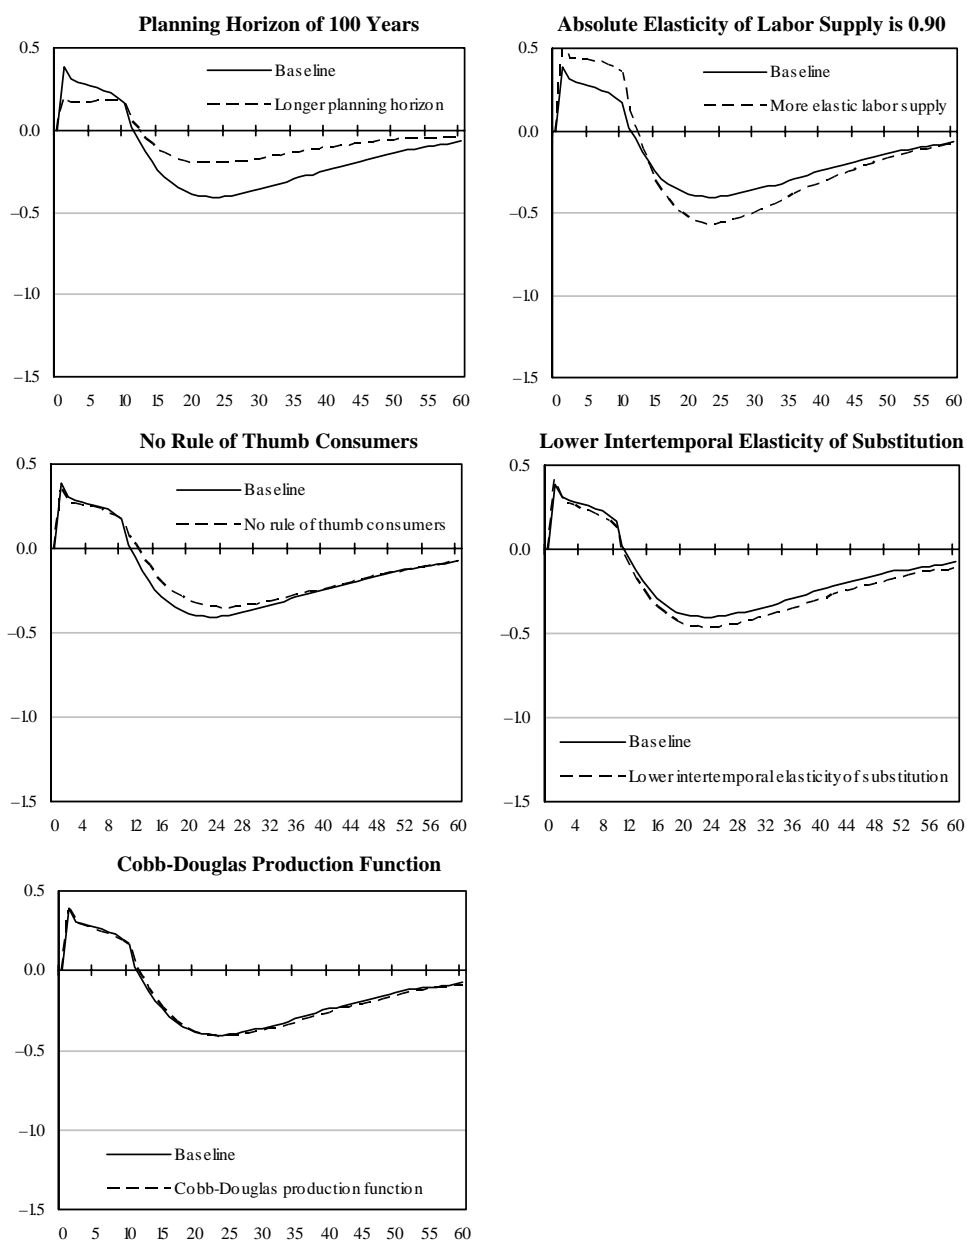 Planning Horizon of 100 Years
0.5
Baseline
Longer planning horizon
0.0
–0.5
–1.0
–1.5
0 5 10 15 20 25 30 35 40 45 50 55 60
Absolute Elasticity of Labor Supply is 0.90
0.5
Baseline
More elastic labor supply
0.0
–0.5
–1.0
–1.5
0 5 10 15 20 25 30 35 40 45 50 55 60
No Rule of Thumb Consumers
0.5
Baseline
No rule of thumb consumers
0.0
–0.5
–1.0
–1.5
0 4 8 12 16 20 24 28 32 36 40 44 48 52 56 60
Lower Intertemporal Elasticity of Substitution
0.5
0.0
–0.5
–1.0
Baseline
Lower intertemporal elasticity of substitution
–1.5
0 4 8 12 16 20 24 28 32 36 40 44 48 52 56 60
Cobb-Douglas Production Function
0.5
0.0
–0.5
–1.0
Baseline
Cobb-Douglas production function
–1.5
0 5 10 15 20 25 30 35 40 45 50 55 60